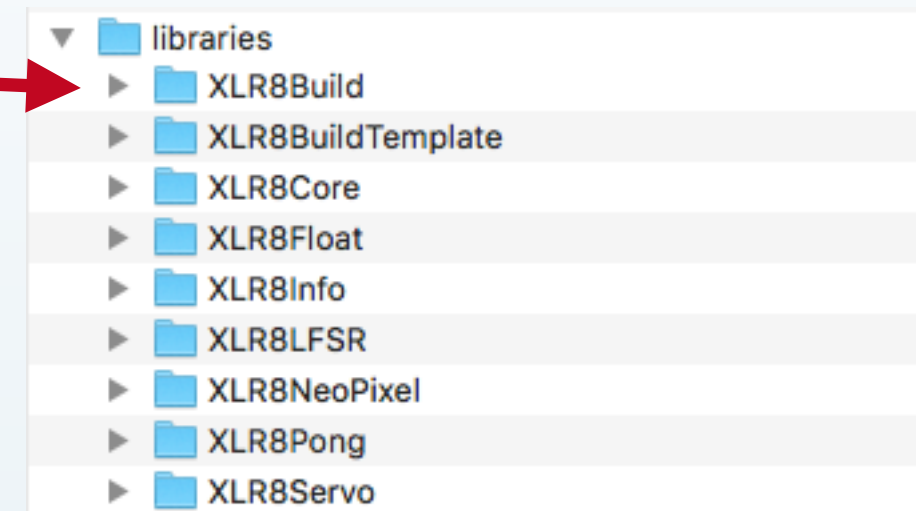 libraries
XLR8Build
XLR8BuildTemplate
XLR8Core
XLR8Float
XLR8Info
XLR8LFSR
XLR8NeoPixel
XLR8Pong
XLR8Servo